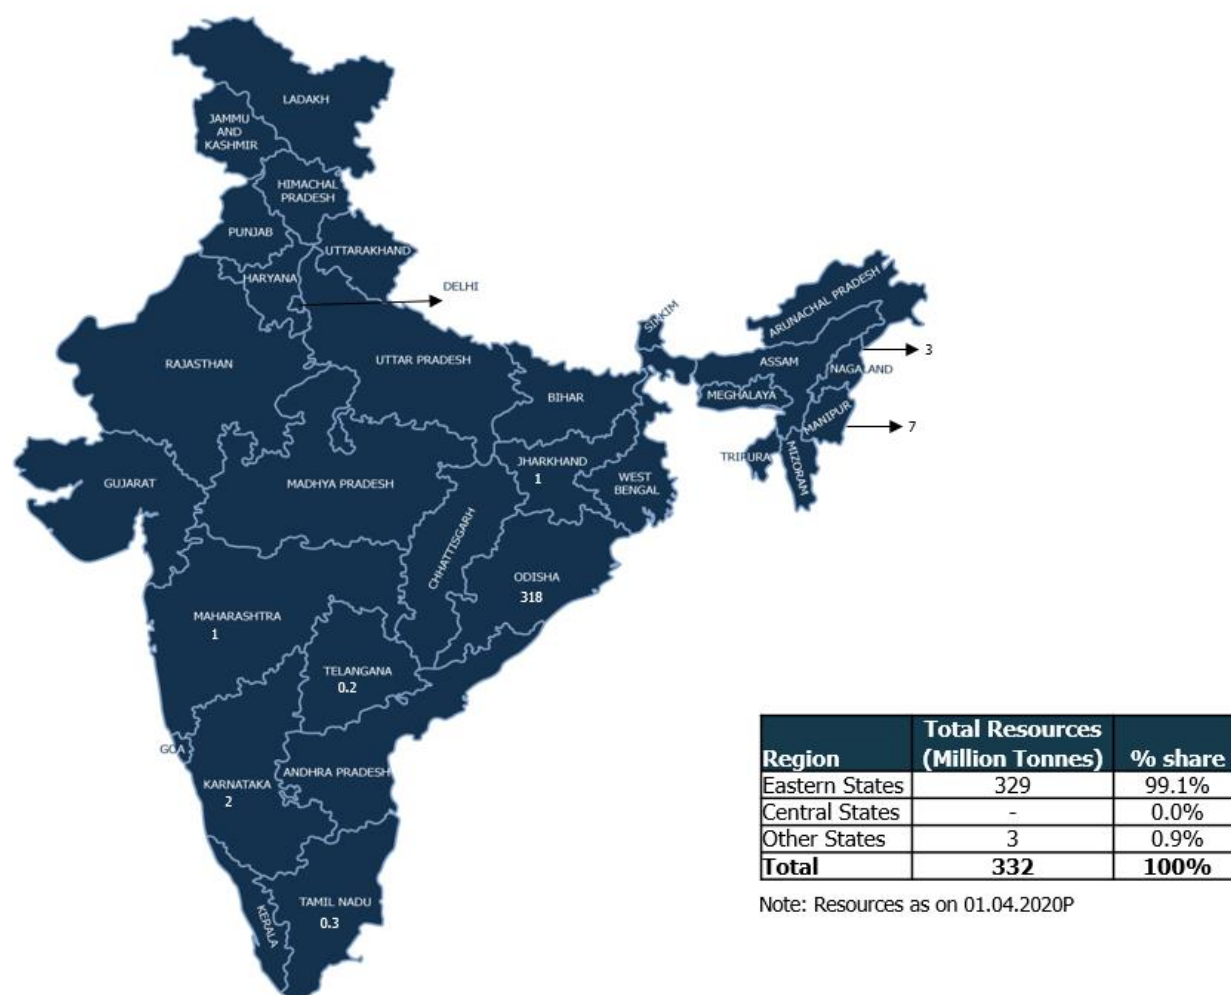 LADAKH
JAMMU
AND
KASHMIR
HIMACHAL
PRADESH
PUNJAB
UTTARAKHAND
HARYANA
DELHI
ARUNACHAL PRADESH
SIKKIM
RAJASTHAN
UTTAR PRADESH
ASSAM
3
NAGALAND
BIHAR
MEGHALAYA
MANIPUR
7
TRIPURA
MIZORAM
JHARKHAND
1
WEST
BENGAL
GUJARAT
MADHYA PRADESH
CHHATTISGARH
ODISHA
318
MAHARASHTRA
1
TELANGANA
0.2
GOA
KARNATAKA
2
ANDHRA PRADESH
TAMIL NADU
0.3
KERALA
Total Resources
Region (Million Tonnes) % share
Eastern States 329 99.1%
Central States - 0.0%
Other States 3 0.9%
Total 332 100%
Note: Resources as on 01.04.2020P